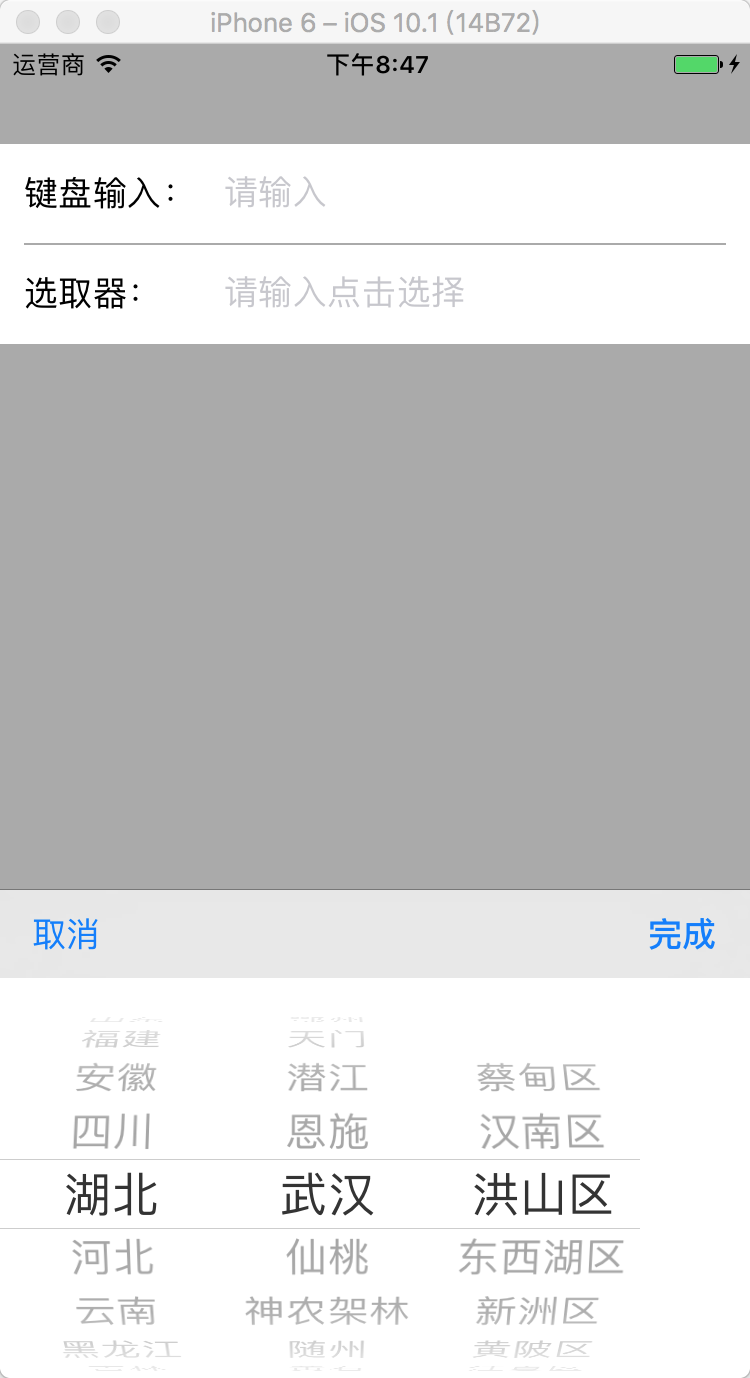 iPhone 6 – iOS 10.1 (14B72)
运营商 下午8:47
键盘输入： 请输入
选取器： 请输入点击选择
取消 完成
福建 天门
安徽 潜江 蔡甸区
四川 恩施 汉南区
湖北 武汉 洪山区
河北 仙桃 东西湖区
云南 神农架林 新洲区
黑龙江 随州 黄陂区